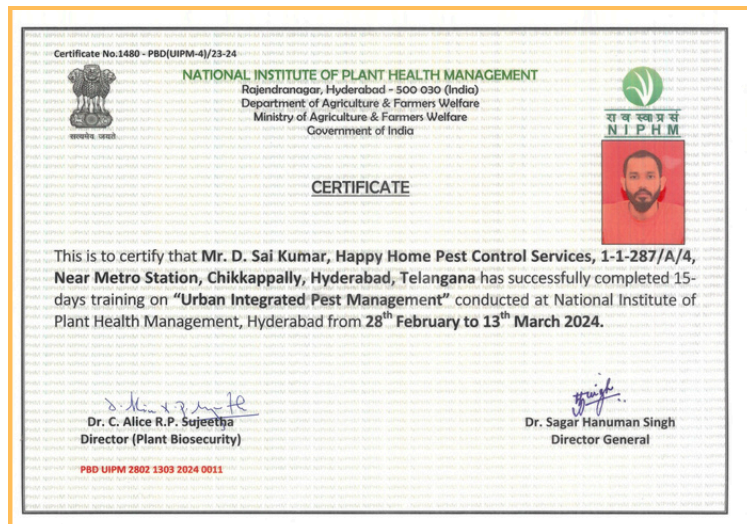 Certificate No.1480 - PBD(UIPM-4)/23-24
NATIONAL INSTITUTE OF PLANT HEALTH MANAGEMENT
Rajendranagar, Hyderabad - 500 030 (India)
Department of Agriculture & Farmers Welfare
Ministry of Agriculture & Farmers Welfare
Government of India
सत्यमेव जयते
रा व स्वा प्र सं
NIPHM
CERTIFICATE
This is to certify that Mr. D. Sai Kumar, Happy Home Pest Control Services, 1-1-287/A/4,
Near Metro Station, Chikkappally, Hyderabad, Telangana has successfully completed 15-
days training on “Urban Integrated Pest Management” conducted at National Institute of
Plant Health Management, Hyderabad from 28th February to 13th March 2024.
Dr. C. Alice R.P. Sujeetha
Director (Plant Biosecurity)
Dr. Sagar Hanuman Singh
Director General
PBD UIPM 2802 1303 2024 0011